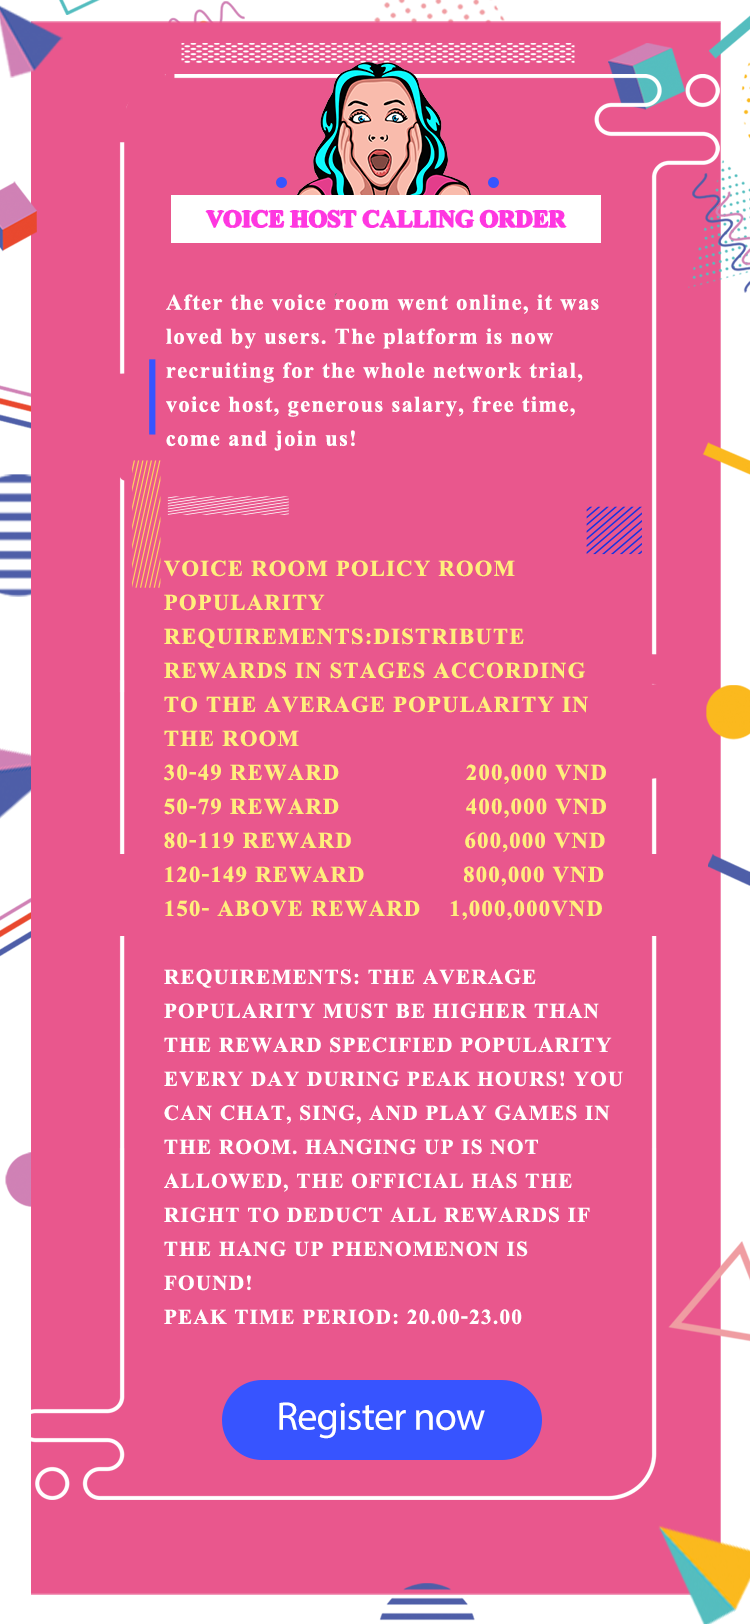 VOICE HOST CALLING ORDER
After the voice room went online, it was
loved by users. The platform is now
recruiting for the whole network trial,
voice host, generous salary, free time,
come and join us!
VOICE ROOM POLICY ROOM
POPULARITY
REQUIREMENTS:DISTRIBUTE
REWARDS IN STAGES ACCORDING
TO THE AVERAGE POPULARITY IN
THE ROOM
30-49 REWARD 200,000 VND
50-79 REWARD 400,000 VND
80-119 REWARD 600,000 VND
120-149 REWARD 800,000 VND
150- ABOVE REWARD 1,000,000VND
REQUIREMENTS: THE AVERAGE
POPULARITY MUST BE HIGHER THAN
THE REWARD SPECIFIED POPULARITY
EVERY DAY DURING PEAK HOURS! YOU
CAN CHAT, SING, AND PLAY GAMES IN
THE ROOM. HANGING UP IS NOT
ALLOWED, THE OFFICIAL HAS THE
RIGHT TO DEDUCT ALL REWARDS IF
THE HANG UP PHENOMENON IS
FOUND!
PEAK TIME PERIOD: 20.00-23.00
Register now